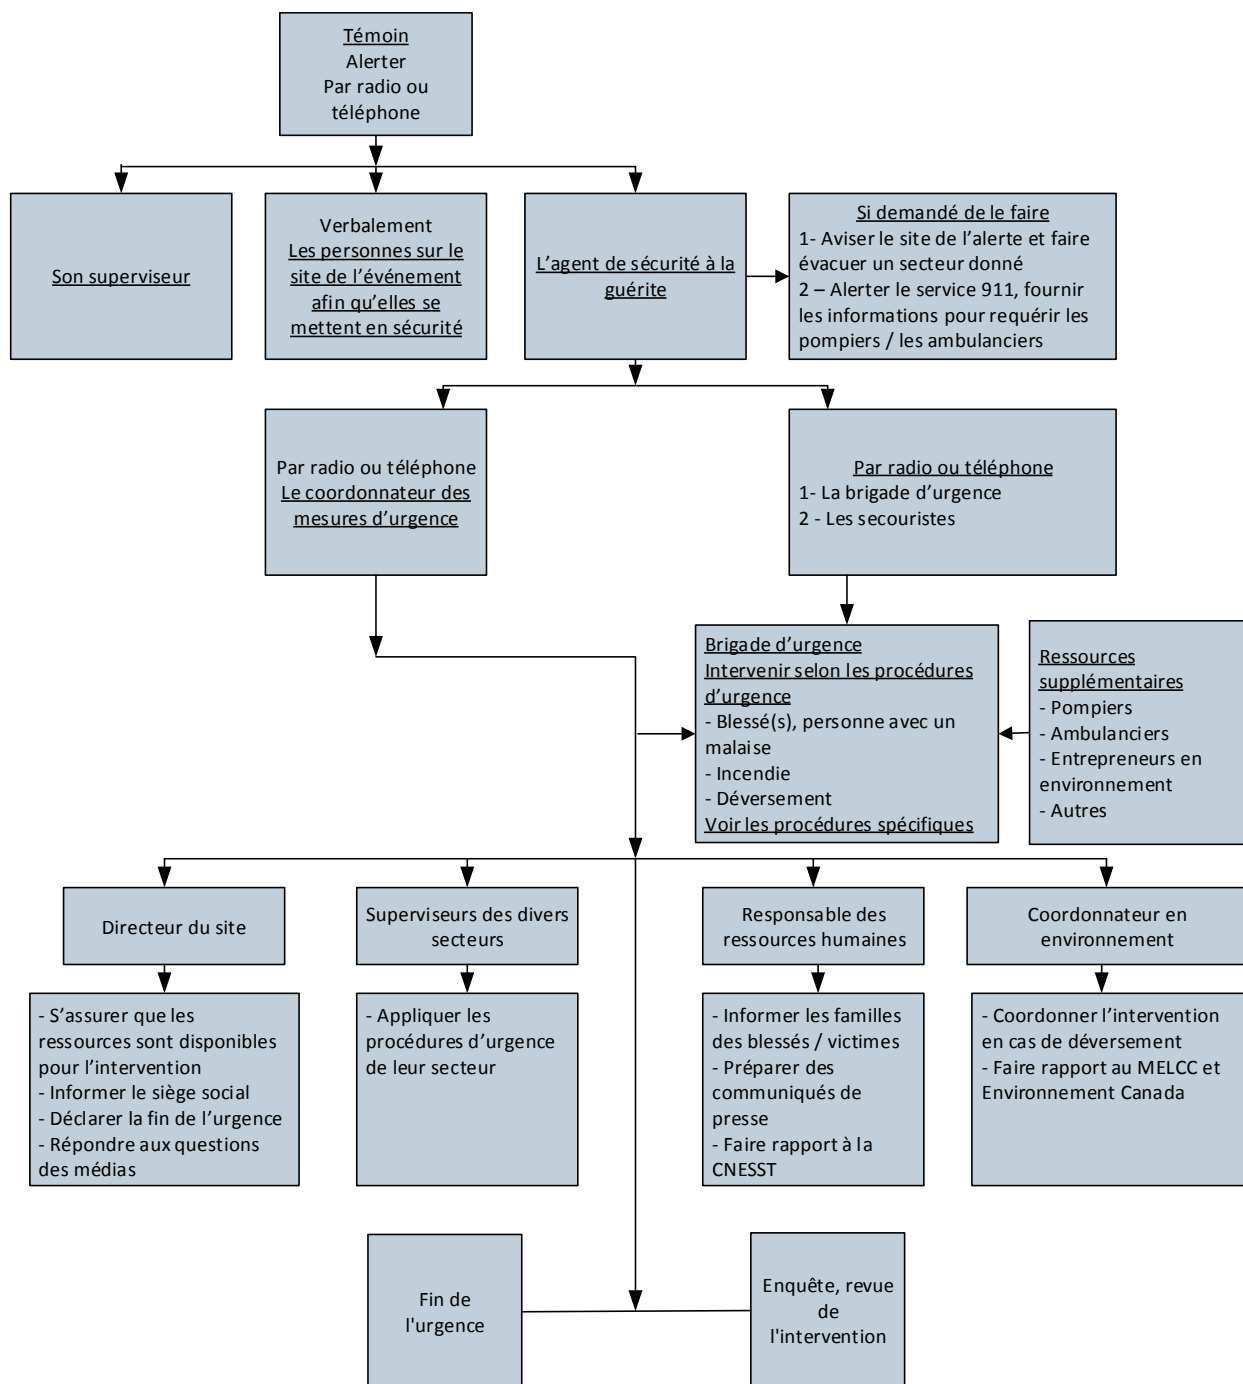 Témoin
Alerter
Par radio ou
téléphone
Son superviseur
Verbalement
Les personnes sur le
site de l’événement
afin qu’elles se
mettent en sécurité
L’agent de sécurité à la
guérite
Si demandé de le faire
1- Aviser le site de l’alerte et faire
évacuer un secteur donné
2 – Alerter le service 911, fournir
les informations pour requérir les
pompiers / les ambulanciers
Par radio ou téléphone
Le coordonnateur des
mesures d’urgence
Par radio ou téléphone
1- La brigade d’urgence
2 - Les secouristes
Brigade d’urgence
Intervenir selon les procédures
d’urgence
- Blessé(s), personne avec un
malaise
- Incendie
- Déversement
Voir les procédures spécifiques
Ressources
supplémentaires
- Pompiers
- Ambulanciers
- Entrepreneurs en
environnement
- Autres
Directeur du site
Superviseurs des divers
secteurs
Responsable des
ressources humaines
Coordonnateur en
environnement
- S’assurer que les
ressources sont disponibles
pour l’intervention
- Informer le siège social
- Déclarer la fin de l’urgence
- Répondre aux questions
des médias
- Appliquer les
procédures d’urgence
de leur secteur
- Informer les familles
des blessés / victimes
- Préparer des
communiqués de
presse
- Faire rapport à la
CNESST
- Coordonner l’intervention
en cas de déversement
- Faire rapport au MELCC et
Environnement Canada
Fin de
l'urgence
Enquête, revue
de
l'intervention